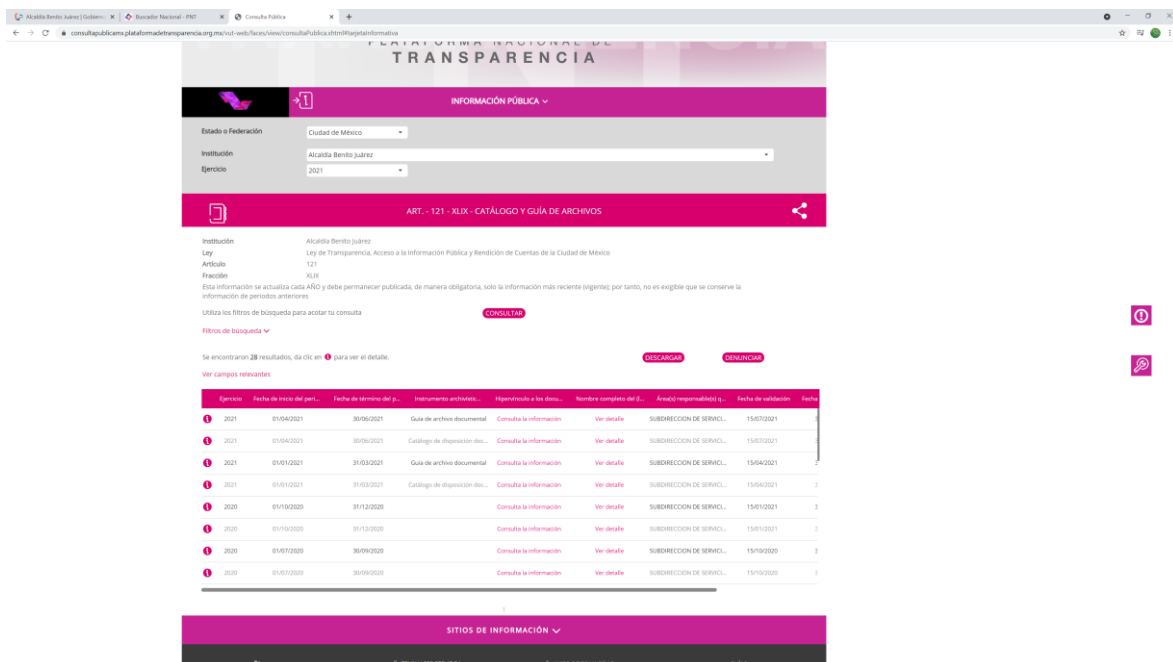 Alcaldía Benito Juárez | Gobierno
Buscador Nacional - PNT
Consulta Pública
consultapublicamx.plataformadetransparencia.org.mx/vut-web/faces/view/consultaPublica.xhtml#tarjetaInformativa
PLATAFORMA NACIONAL DE
TRANSPARENCIA
INFORMACIÓN PÚBLICA
Estado o Federación Ciudad de México
Institución Alcaldía Benito Juárez
Ejercicio 2021
ART. - 121 - XLIX - CATÁLOGO Y GUÍA DE ARCHIVOS
Institución Alcaldía Benito Juárez
Ley Ley de Transparencia, Acceso a la Información Pública y Rendición de Cuentas de la Ciudad de México
Artículo 121
Fracción XLIX
Esta información se actualiza cada AÑO y debe permanecer publicada, de manera obligatoria, solo la información más reciente (vigente); por tanto, no es exigible que se conserve la
información de periodos anteriores
Utiliza los filtros de búsqueda para acotar tu consulta CONSULTAR
Filtros de búsqueda
Se encontraron 28 resultados, da clic en i para ver el detalle. DESCARGAR DENUNCIAR
Ver campos relevantes
Ejercicio Fecha de inicio del peri... Fecha de término del p... Instrumento archivístic... Hipervínculo a los docu... Nombre completo del (l... Área(s) responsable(s) q... Fecha de validación Fecha
2021 01/04/2021 30/06/2021 Guia de archivo documental Consulta la información Ver detalle SUBDIRECCION DE SERVICI... 15/07/2021
2021 01/04/2021 30/06/2021 Catálogo de disposición doc... Consulta la información Ver detalle SUBDIRECCION DE SERVICI... 15/07/2021
2021 01/01/2021 31/03/2021 Guia de archivo documental Consulta la información Ver detalle SUBDIRECCION DE SERVICI... 15/04/2021
2021 01/01/2021 31/03/2021 Catálogo de disposición doc... Consulta la información Ver detalle SUBDIRECCION DE SERVICI... 15/04/2021
2020 01/10/2020 31/12/2020 Consulta la información Ver detalle SUBDIRECCION DE SERVICI... 15/01/2021
2020 01/10/2020 31/12/2020 Consulta la información Ver detalle SUBDIRECCION DE SERVICI... 15/01/2021
2020 01/07/2020 30/09/2020 Consulta la información Ver detalle SUBDIRECCION DE SERVICI... 15/10/2020
2020 01/07/2020 30/09/2020 Consulta la información Ver detalle SUBDIRECCION DE SERVICI... 15/10/2020
SITIOS DE INFORMACIÓN